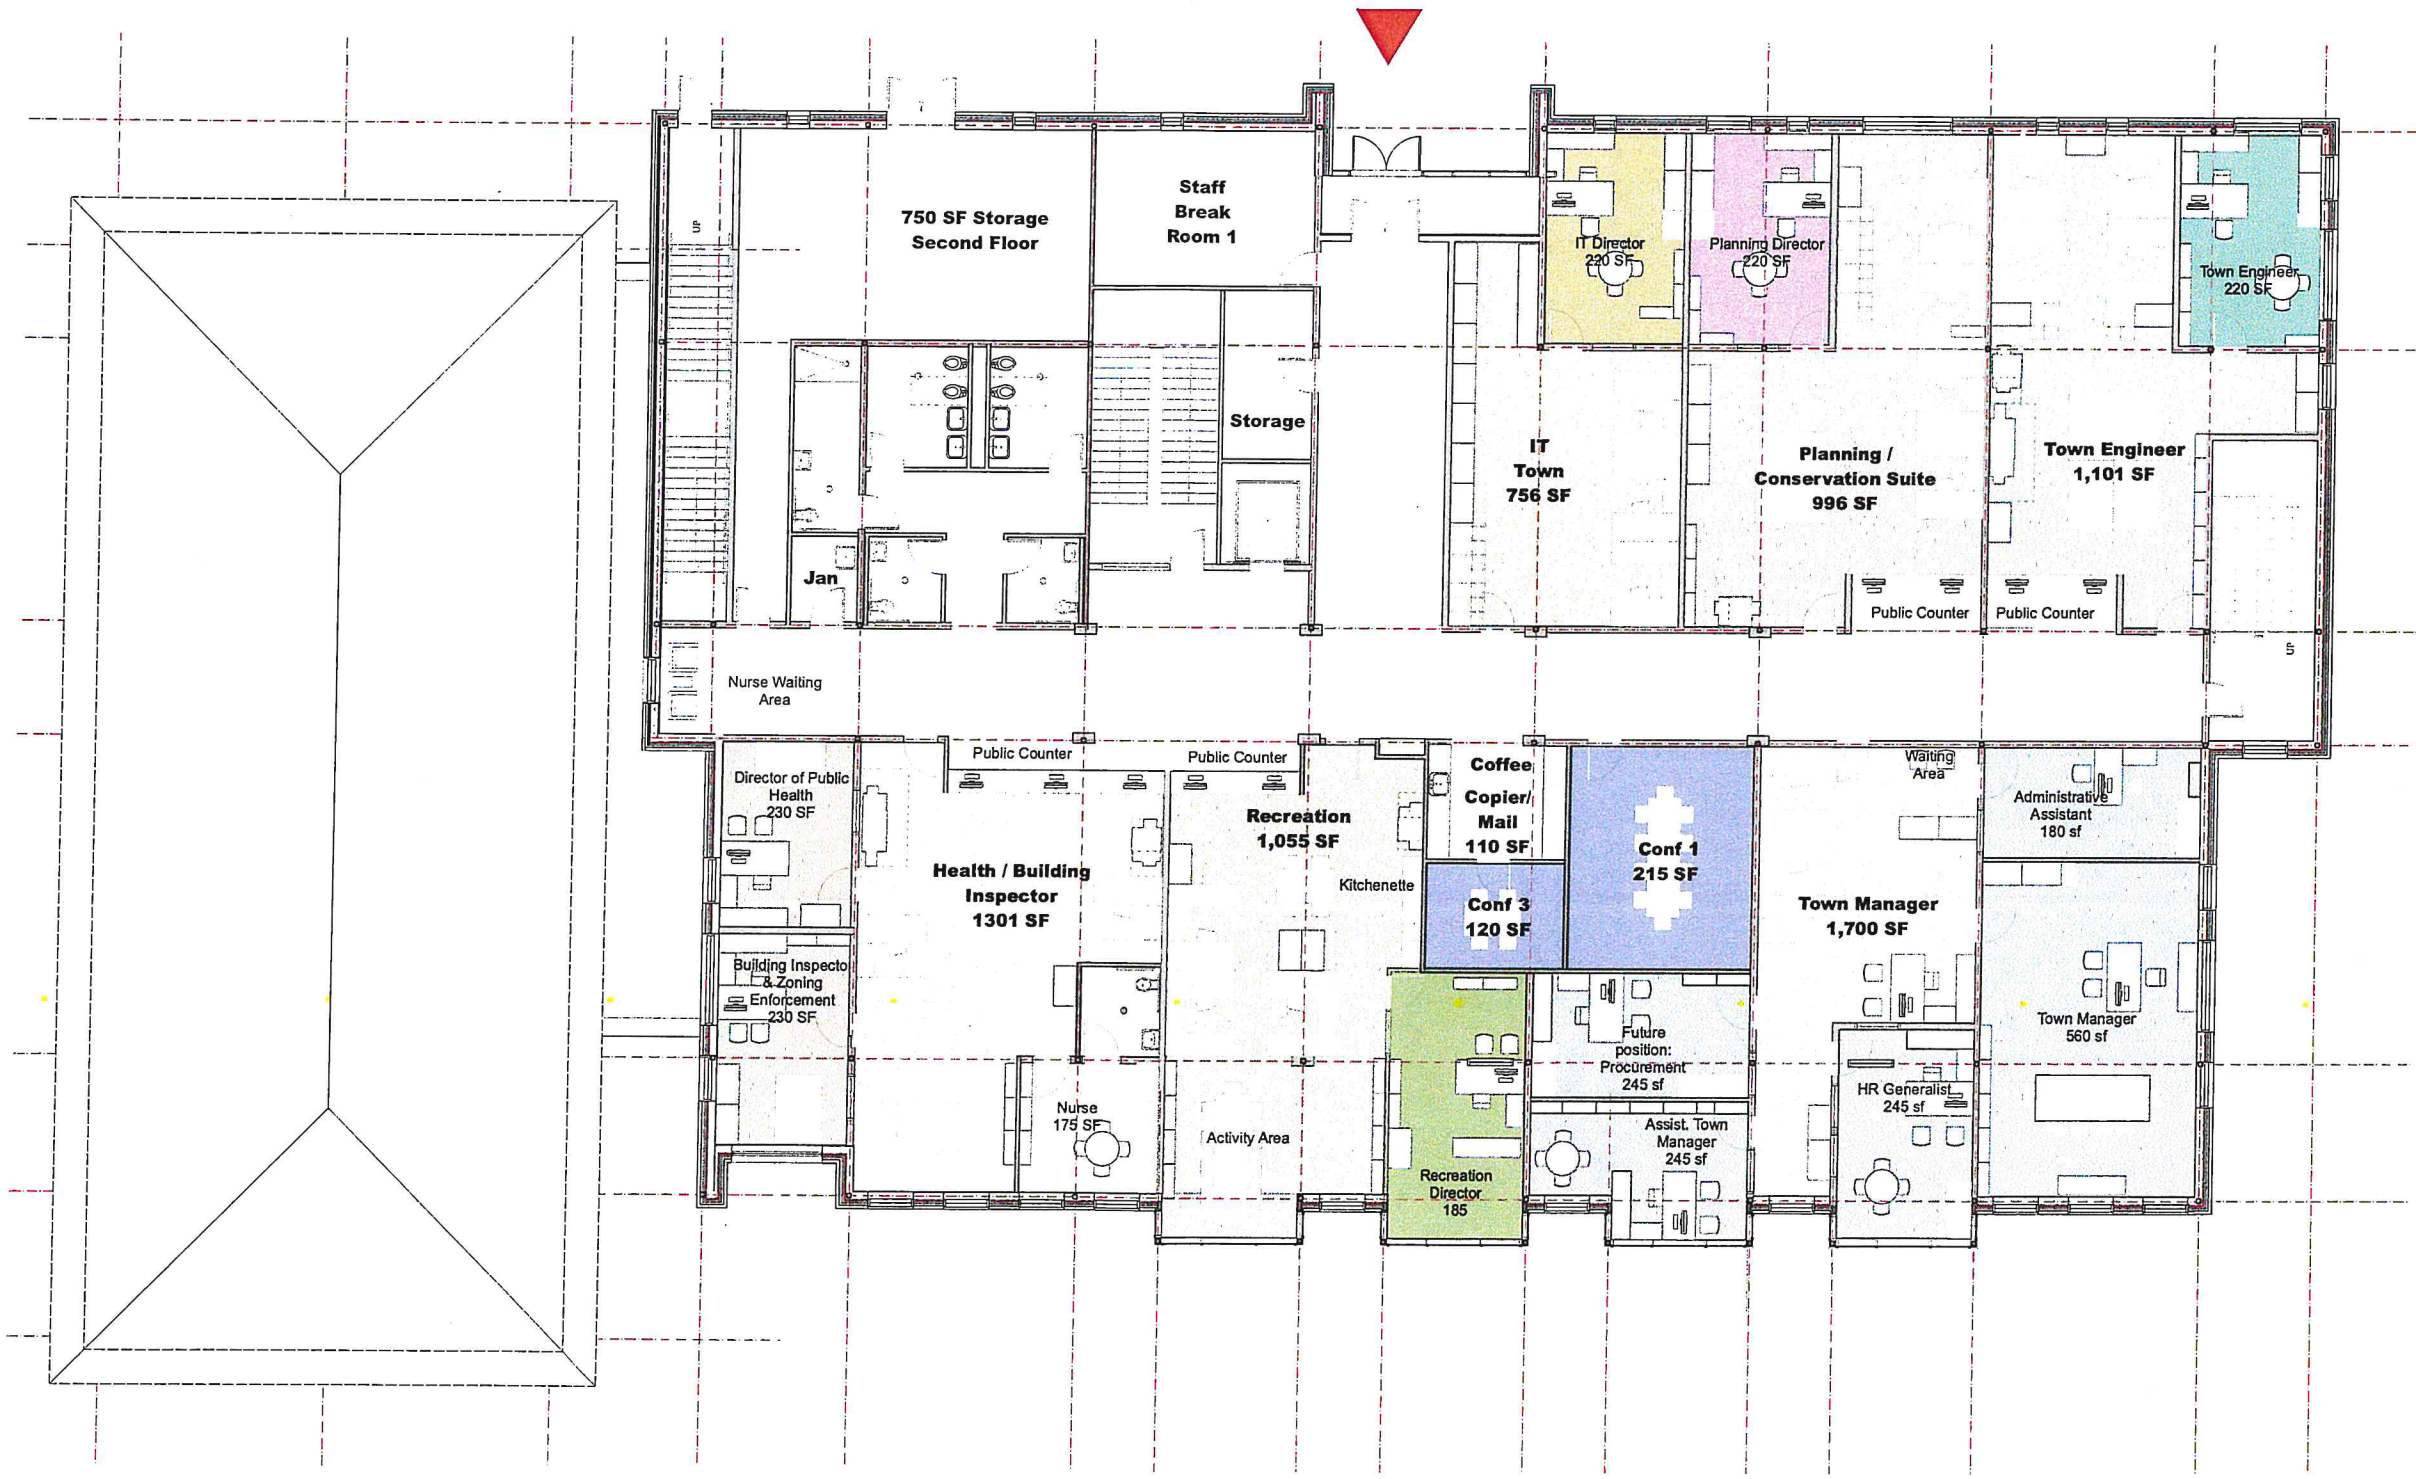 UP
750 SF Storage
Second Floor
Staff
Break
Room 1
IT Director
220 SF
Planning Director
220 SF
Town Engineer
220 SF
Storage
IT
Town
756 SF
Planning /
Conservation Suite
996 SF
Town Engineer
1,101 SF
Jan
Public Counter
Public Counter
UP
Nurse Waiting
Area
Public Counter
Public Counter
Director of Public
Health
230 SF
Health / Building
Inspector
1301 SF
Building Inspecto
& Zoning
Enforcement
230 SF
Nurse
175 SF
Recreation
1,055 SF
Kitchenette
Activity Area
Coffee
Copier/
Mail
110 SF
Conf 3
120 SF
Conf 1
215 SF
Recreation
Director
185
Future
position:
Procurement
245 sf
Assist. Town
Manager
245 sf
Waiting
Area
Town Manager
1,700 SF
HR Generalist
245 sf
Administrative
Assistant
180 sf
Town Manager
560 sf